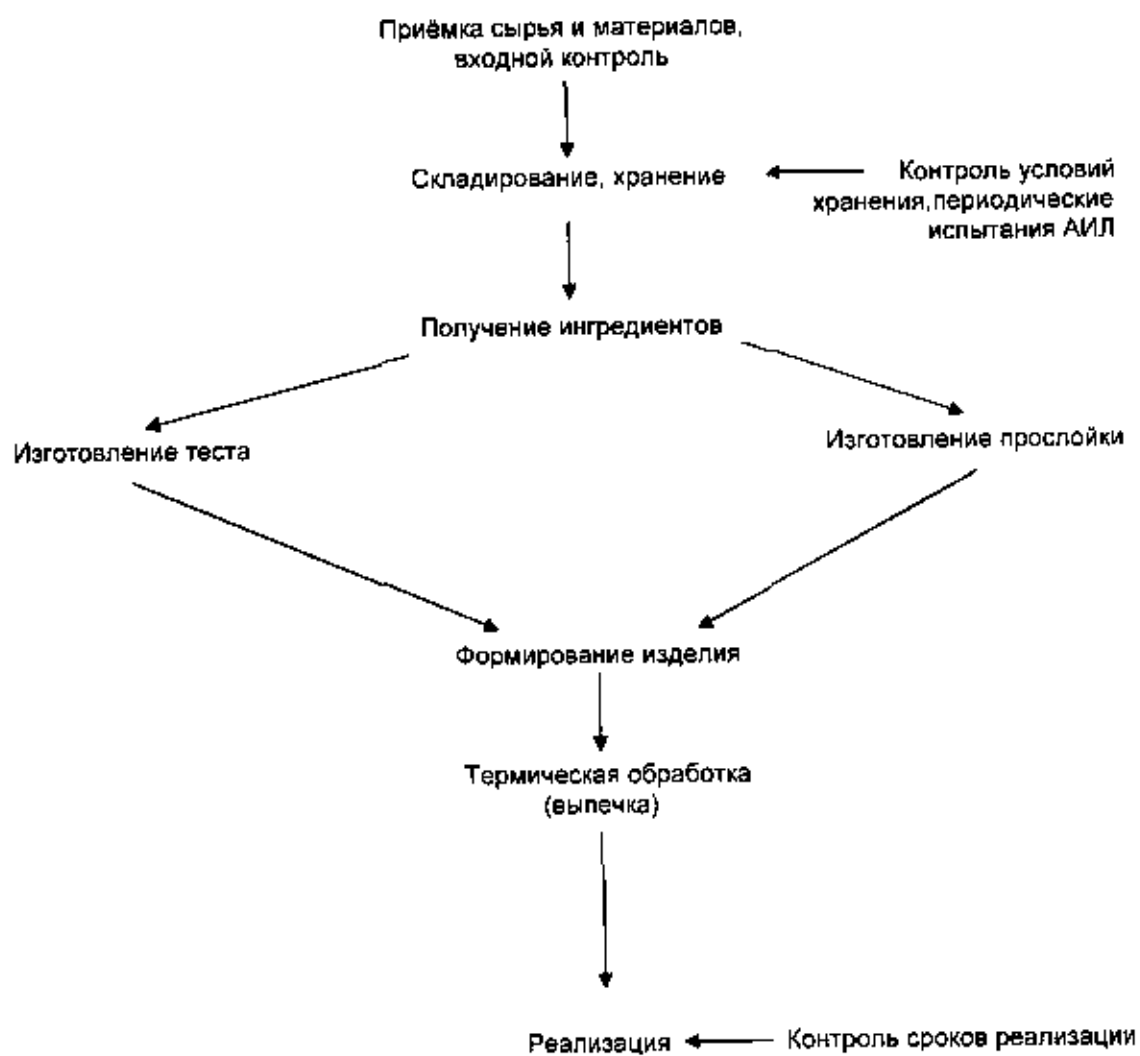 Приёмка сырья и материалов,
входной контроль
Складирование, хранение
Контроль условий
хранения,периодические
испытания АИЛ
Получение ингредиентов
Изготовление теста
Изготовление прослойки
Формирование изделия
Термическая обработка
(выпечка)
Реализация
Контроль сроков реализации